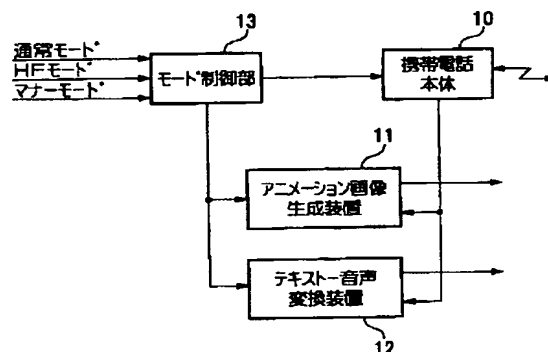 13
10
通常モード
HFモード
マナーモード
モード制御部
携帯電話
本体
11
アニメーション画像
生成装置
テキスト−音声
変換装置
12